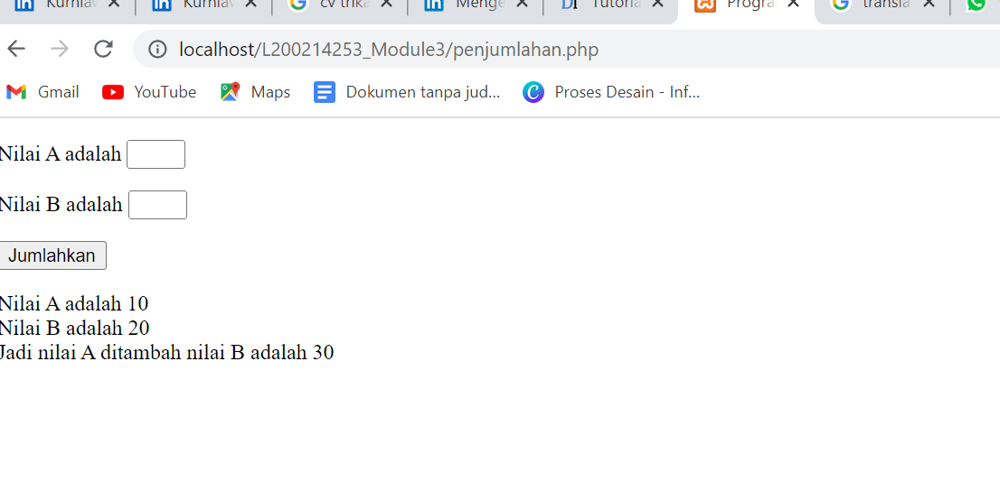 Kurniav
Kurniav
cv trika
Menge
DI Tutoria
Progra
transla
localhost/L200214253_Module3/penjumlahan.php
Gmail YouTube Maps Dokumen tanpa jud... Proses Desain - Inf...
Nilai A adalah
Nilai B adalah
Jumlahkan
Nilai A adalah 10
Nilai B adalah 20
Jadi nilai A ditambah nilai B adalah 30